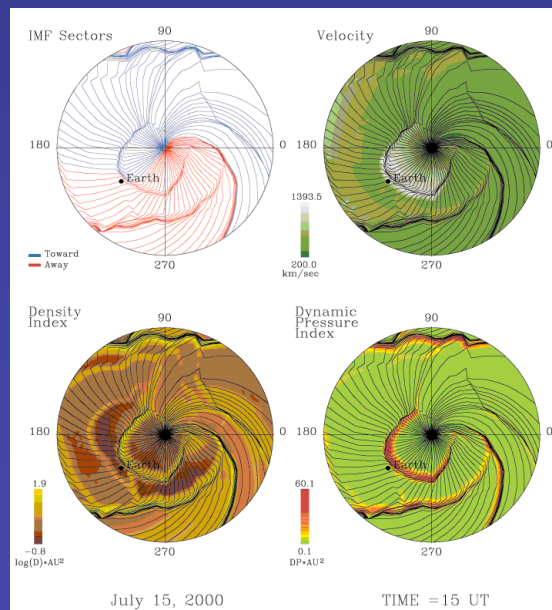 IMF Sectors
90
180
0
Earth
Toward
Away
270
Velocity
90
0
Earth
1393.5
200.0
km/sec
270
Density
Index
90
180
0
Earth
1.9
−0.8
log(D)*AU²
270
Dynamic
Pressure
Index
90
180
0
Earth
60.1
0.1
DP*AU²
270
July 15, 2000
TIME =15 UT